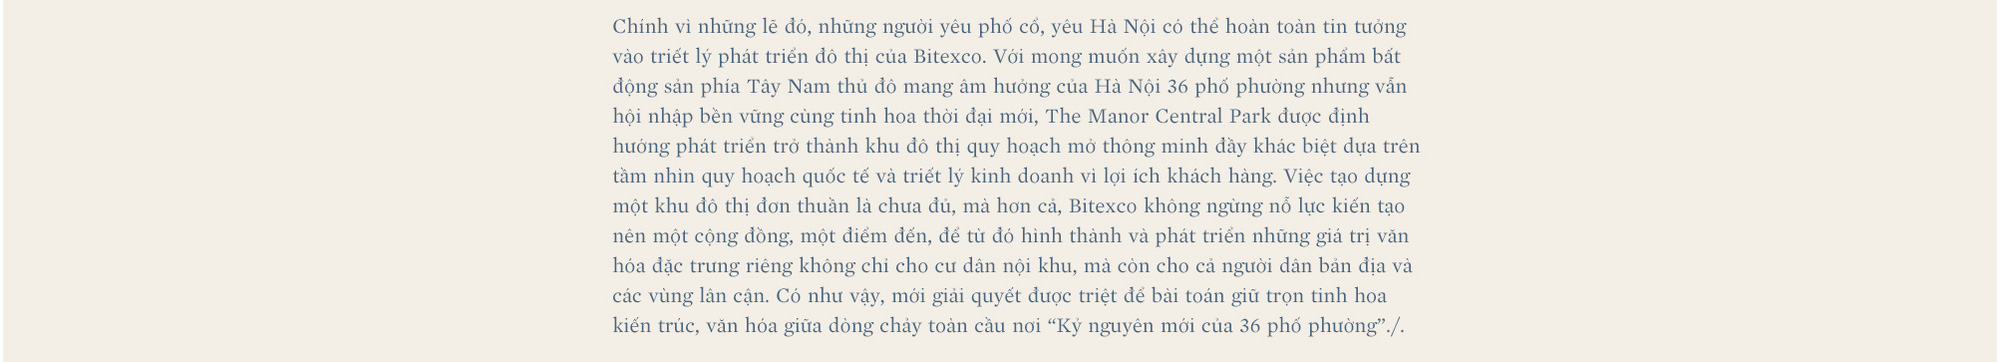 Chính vì những lẽ đó, những người yêu phố cổ, yêu Hà Nội có thể hoàn toàn tin tưởng
vào triết lý phát triển đô thị của Bitexco. Với mong muốn xây dựng một sản phẩm bất
động sản phía Tây Nam thủ đô mang âm hưởng của Hà Nội 36 phố phường nhưng vẫn
hội nhập bền vững cùng tinh hoa thời đại mới, The Manor Central Park được định
hướng phát triển trở thành khu đô thị quy hoạch mở thông minh đầy khác biệt dựa trên
tầm nhìn quy hoạch quốc tế và triết lý kinh doanh vì lợi ích khách hàng. Việc tạo dựng
một khu đô thị đơn thuần là chưa đủ, mà hơn cả, Bitexco không ngừng nỗ lực kiến tạo
nên một cộng đồng, một điểm đến, để từ đó hình thành và phát triển những giá trị văn
hóa đặc trưng riêng không chỉ cho cư dân nội khu, mà còn cho cả người dân bản địa và
các vùng lân cận. Có như vậy, mới giải quyết được triệt để bài toán giữ trọn tinh hoa
kiến trúc, văn hóa giữa dòng chảy toàn cầu nơi “Kỷ nguyên mới của 36 phố phường”./.